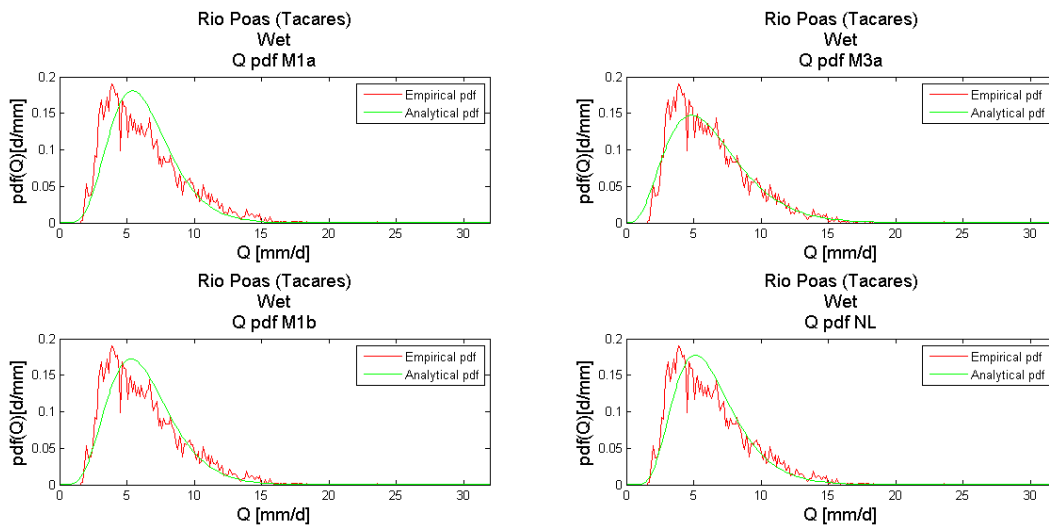 Rio Poas (Tacares)
Wet
Q pdf M1a
0.2
0.15
0.1
0.05
0
pdf(Q)[d/mm]
Empirical pdf
Analytical pdf
0 5 10 15 20 25 30
Q [mm/d]
Rio Poas (Tacares)
Wet
Q pdf M3a
0.2
0.15
0.1
0.05
0
pdf(Q)[d/mm]
Empirical pdf
Analytical pdf
0 5 10 15 20 25 30
Q [mm/d]
Rio Poas (Tacares)
Wet
Q pdf M1b
0.2
0.15
0.1
0.05
0
pdf(Q)[d/mm]
Empirical pdf
Analytical pdf
0 5 10 15 20 25 30
Q [mm/d]
Rio Poas (Tacares)
Wet
Q pdf NL
0.2
0.15
0.1
0.05
0
pdf(Q)[d/mm]
Empirical pdf
Analytical pdf
0 5 10 15 20 25 30
Q [mm/d]